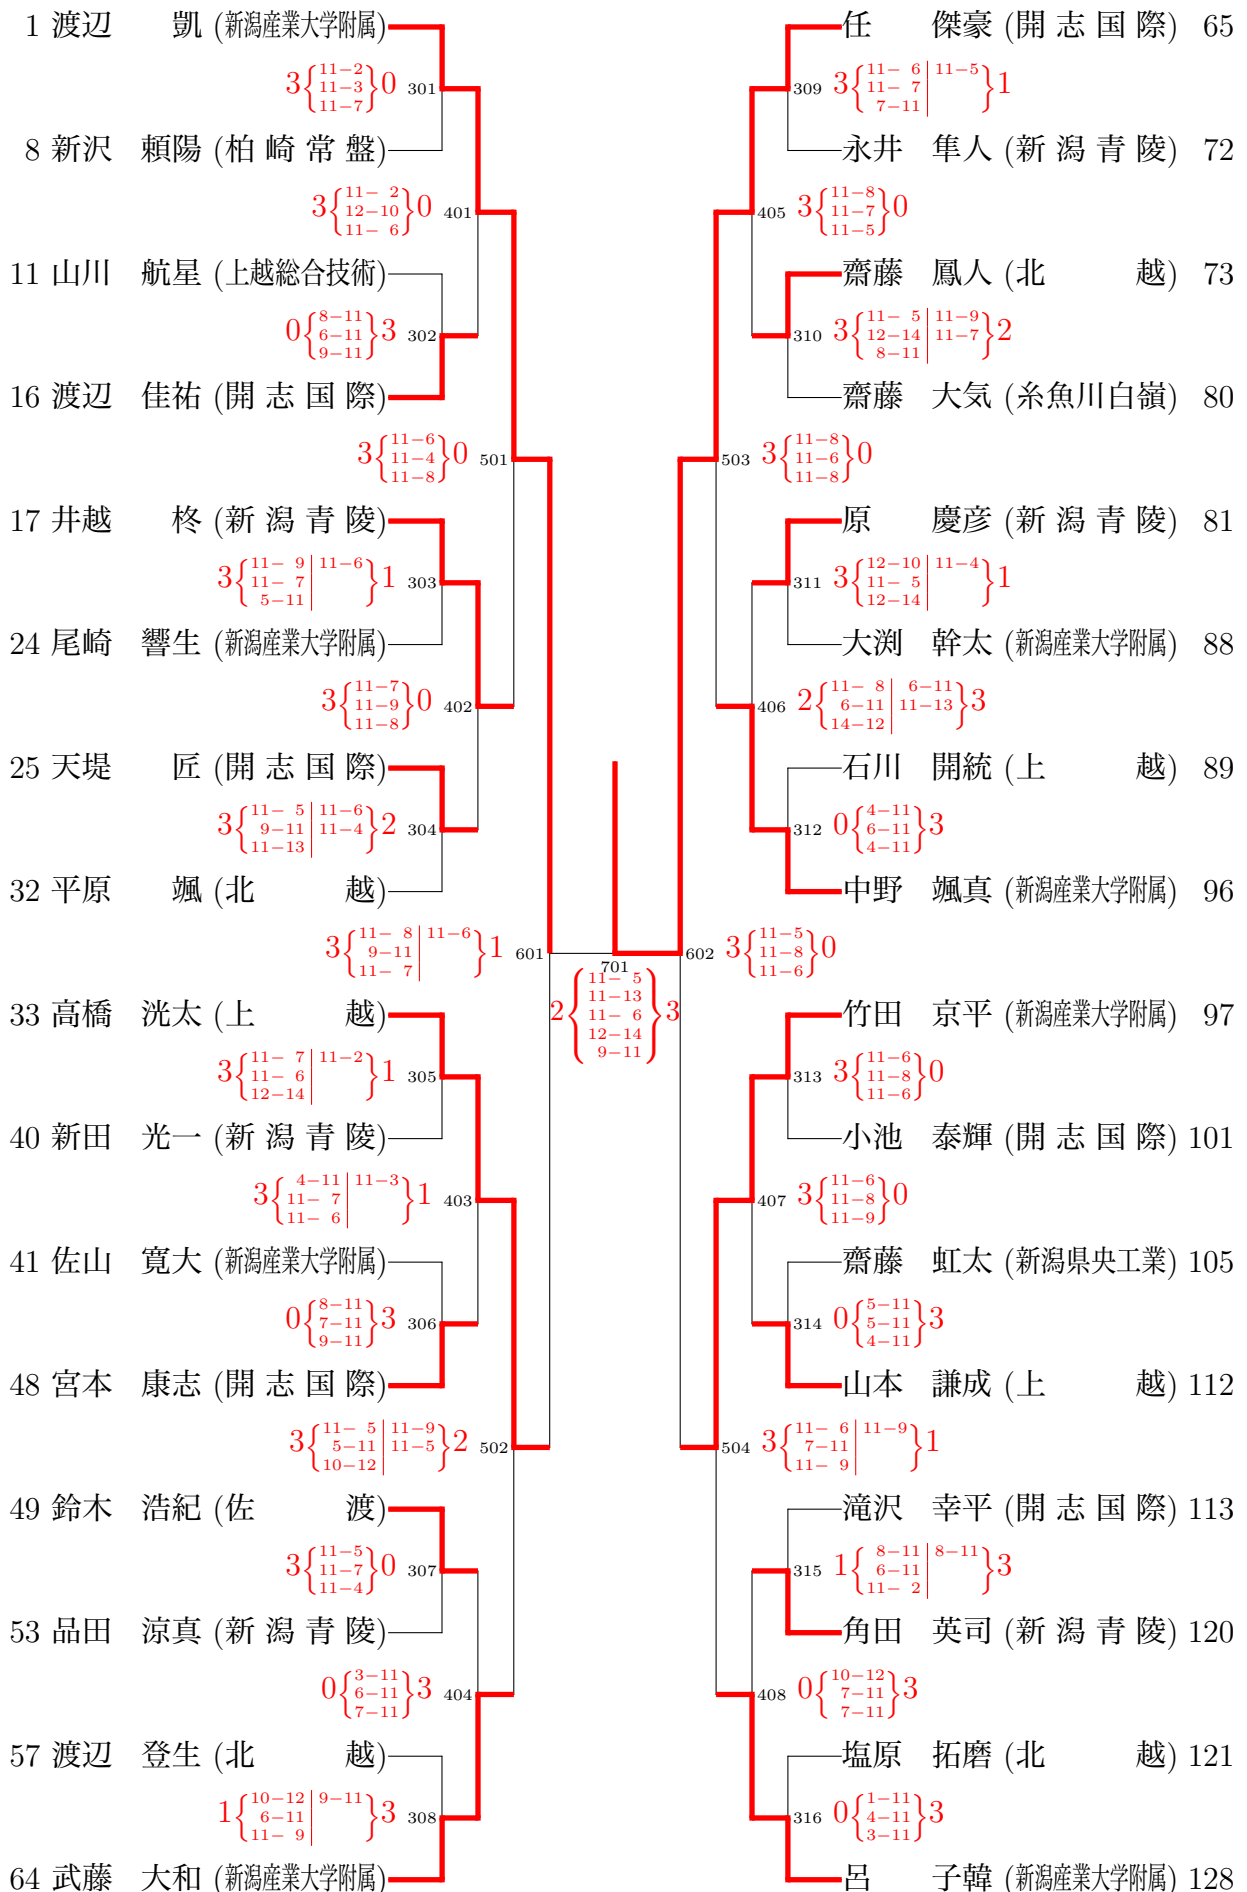 1 渡辺　凱 (新潟産業大学附属)
3{11−2 11−3 11−7}0 301
8 新沢　頼陽 (柏崎常盤)
3{11−2 12−10 11−6}0 401
11 山川　航星 (上越総合技術)
0{8−11 6−11 9−11}3 302
16 渡辺　佳祐 (開志国際)
3{11−6 11−4 11−8}0 501
17 井越　柊 (新潟青陵)
3{11−9 11−7 5−11 | 11−6}1 303
24 尾崎　響生 (新潟産業大学附属)
3{11−7 11−9 11−8}0 402
25 天堤　匠 (開志国際)
3{11−5 9−11 11−13 | 11−6 11−4}2 304
32 平原　颯 (北越)
3{11−8 9−11 11−7 | 11−6}1 601
33 高橋　洸太 (上越)
3{11−7 11−6 12−14 | 11−2}1 305
40 新田　光一 (新潟青陵)
3{4−11 11−7 11−6 | 11−3}1 403
41 佐山　寛大 (新潟産業大学附属)
0{8−11 7−11 9−11}3 306
48 宮本　康志 (開志国際)
3{11−5 5−11 10−12 | 11−9 11−5}2 502
49 鈴木　浩紀 (佐渡)
3{11−5 11−7 11−4}0 307
53 品田　涼真 (新潟青陵)
0{3−11 6−11 7−11}3 404
57 渡辺　登生 (北越)
1{10−12 6−11 11−9 | 9−11}3 308
64 武藤　大和 (新潟産業大学附属)
701
2{11−5 11−13 11−6 12−14 9−11}3
任　傑豪 (開志国際) 65
309 3{11−6 11−7 7−11 | 11−5}1
永井　隼人 (新潟青陵) 72
405 3{11−8 11−7 11−5}0
齋藤　鳳人 (北越) 73
310 3{11−5 12−14 8−11 | 11−9 11−7}2
齋藤　大気 (糸魚川白嶺) 80
503 3{11−8 11−6 11−8}0
原　慶彦 (新潟青陵) 81
311 3{12−10 11−5 12−14 | 11−4}1
大渕　幹太 (新潟産業大学附属) 88
406 2{11−8 6−11 14−12 | 6−11 11−13}3
石川　開統 (上越) 89
312 0{4−11 6−11 4−11}3
中野　颯真 (新潟産業大学附属) 96
602 3{11−5 11−8 11−6}0
竹田　京平 (新潟産業大学附属) 97
313 3{11−6 11−8 11−6}0
小池　泰輝 (開志国際) 101
407 3{11−6 11−8 11−9}0
齋藤　虹太 (新潟県央工業) 105
314 0{5−11 5−11 4−11}3
山本　謙成 (上越) 112
504 3{11−6 7−11 11−9 | 11−9}1
滝沢　幸平 (開志国際) 113
315 1{8−11 6−11 11−2 | 8−11}3
角田　英司 (新潟青陵) 120
408 0{10−12 7−11 7−11}3
塩原　拓磨 (北越) 121
316 0{1−11 4−11 3−11}3
呂　子韓 (新潟産業大学附属) 128